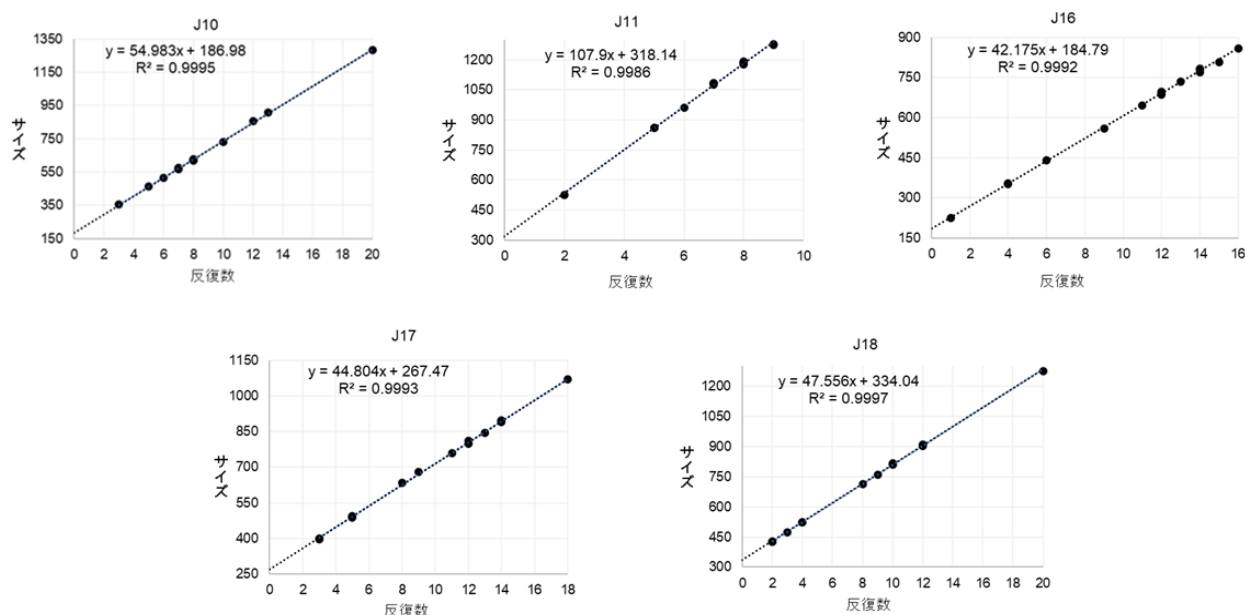 J10
y = 54.983x + 186.98
R² = 0.9995
サイズ
1350
1150
950
750
550
350
150
0 2 4 6 8 10 12 14 16 18 20
反復数
J11
y = 107.9x + 318.14
R² = 0.9986
サイズ
1200
1050
900
750
600
450
300
0 2 4 6 8 10
反復数
J16
y = 42.175x + 184.79
R² = 0.9992
サイズ
900
750
600
450
300
150
0 2 4 6 8 10 12 14 16
反復数
J17
y = 44.804x + 267.47
R² = 0.9993
サイズ
1150
1000
850
700
550
400
250
0 2 4 6 8 10 12 14 16 18
反復数
J18
y = 47.556x + 334.04
R² = 0.9997
サイズ
1200
1050
900
750
600
450
300
0 2 4 6 8 10 12 14 16 18 20
反復数